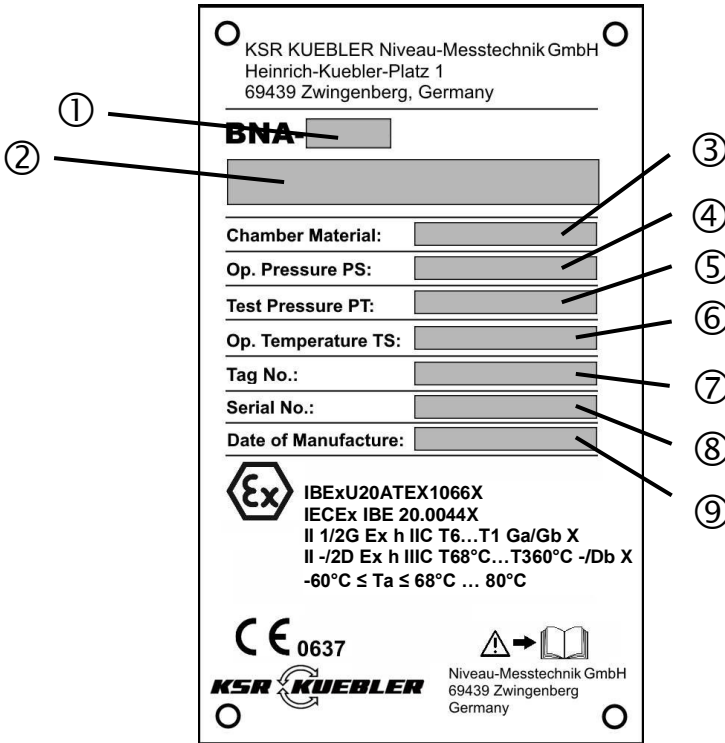 KSR KUEBLER Niveau-Messtechnik GmbH
Heinrich-Kuebler-Platz 1
69439 Zwingenberg, Germany
① BNA-
②
Chamber Material: ③
Op. Pressure PS: ④
Test Pressure PT: ⑤
Op. Temperature TS: ⑥
Tag No.: ⑦
Serial No.: ⑧
Date of Manufacture: ⑨
Ex
IBExU20ATEX1066X
IECEx IBE 20.0044X
II 1/2G Ex h IIC T6…T1 Ga/Gb X
II -/2D Ex h IIIC T68°C…T360°C -/Db X
-60°C ≤ Ta ≤ 68°C … 80°C
CE 0637
KSR KUEBLER
Niveau-Messtechnik GmbH
69439 Zwingenberg
Germany